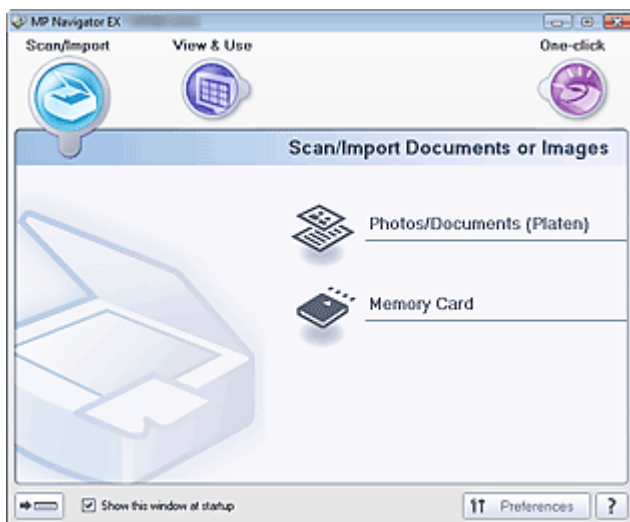 MP Navigator EX
Scan/Import View & Use One-click
Scan/Import Documents or Images
Photos/Documents (Platen)
Memory Card
Show this window at startup Preferences ?